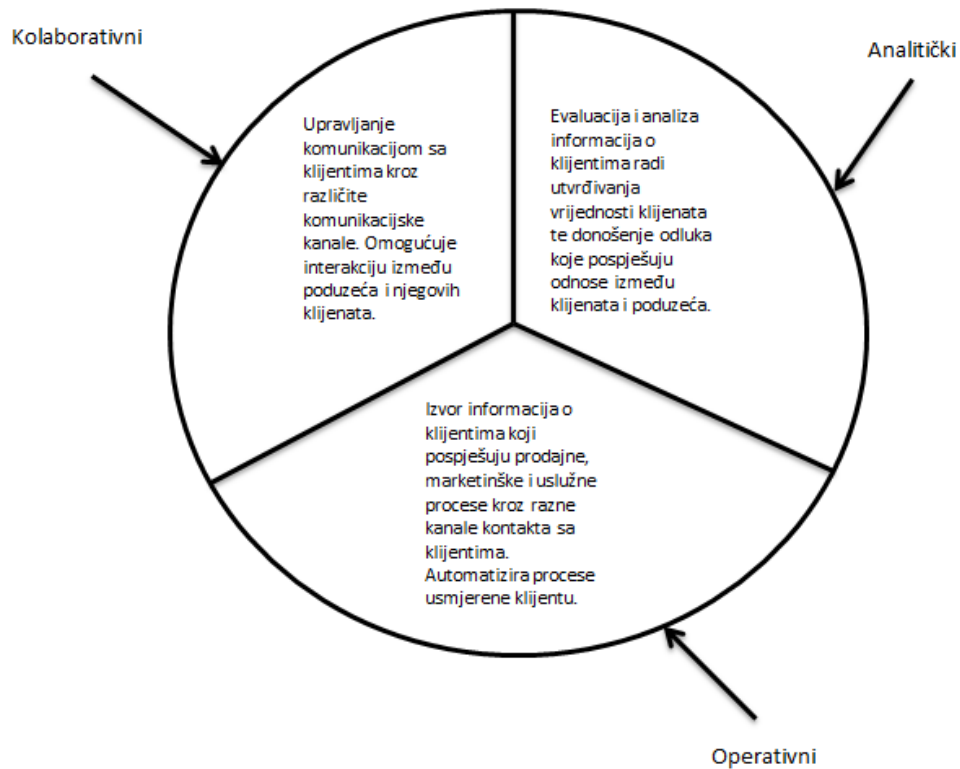 Kolaborativni
Analitički
Upravljanje
komunikacijom sa
klijentima kroz
različite
komunikacijske
kanale. Omogućuje
interakciju između
poduzeća i njegovih
klijenata.
Evaluacija i analiza
informacija o
klijentima radi
utvrđivanja
vrijednosti klijenata
te donošenje odluka
koje pospješuju
odnose između
klijenata i poduzeća.
Izvor informacija o
klijentima koji
pospješuju prodajne,
marketinške i uslužne
procese kroz razne
kanale kontakta sa
klijentima.
Automatizira procese
usmjerene klijentu.
Operativni